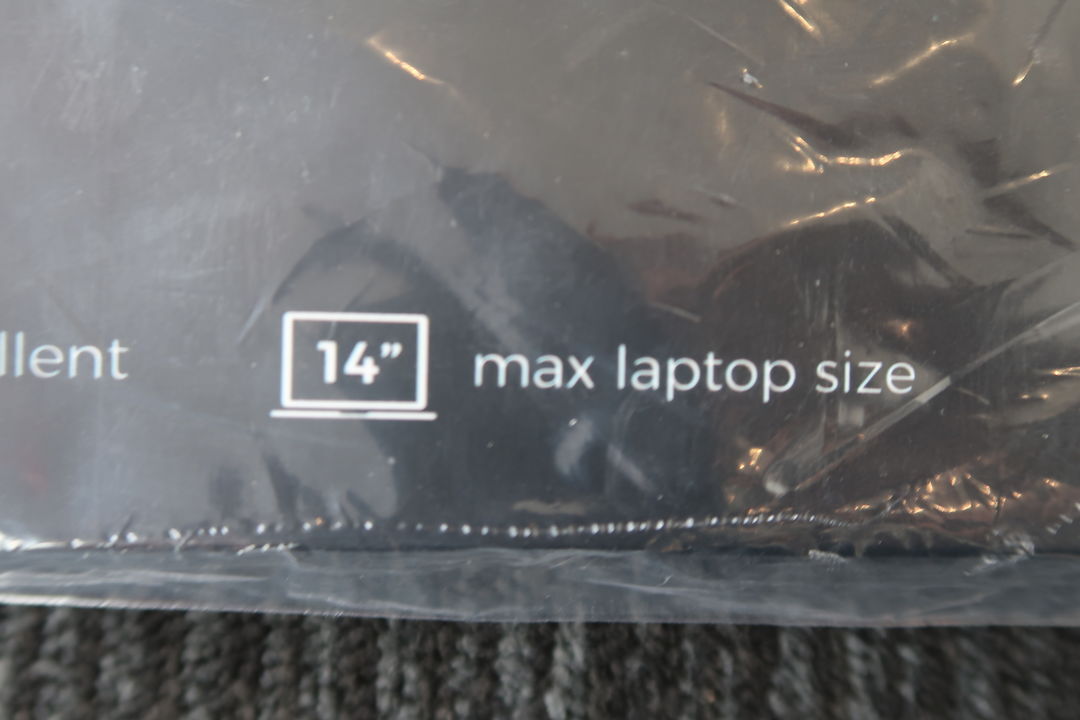 llent
14”
max laptop size